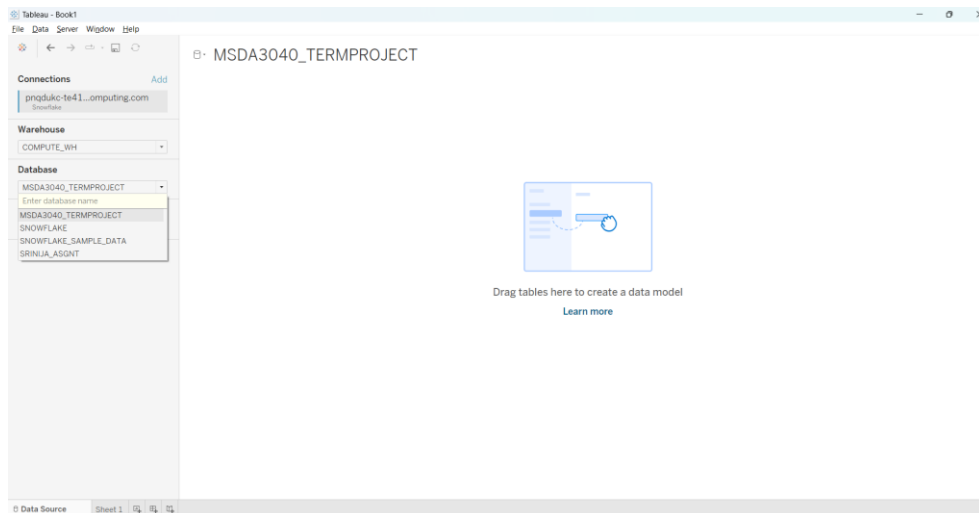 Tableau - Book1
File Data Server Window Help
MSDA3040_TERMPROJECT
Connections Add
pnqdukc-te41...omputing.com
Snowflake
Warehouse
COMPUTE_WH
Database
MSDA3040_TERMPROJECT
Enter database name
MSDA3040_TERMPROJECT
SNOWFLAKE
SNOWFLAKE_SAMPLE_DATA
SRINIJA_ASGNT
Drag tables here to create a data model
Learn more
Data Source Sheet 1